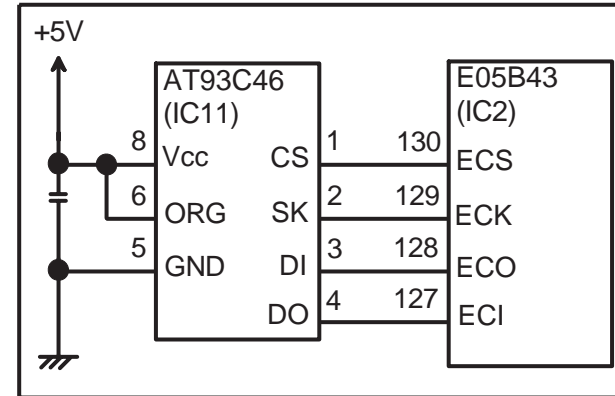 +5V
AT93C46
(IC11)
E05B43
(IC2)
8 Vcc CS 1 130 ECS
6 ORG SK 2 129 ECK
5 GND DI 3 128 ECO
DO 4 127 ECI